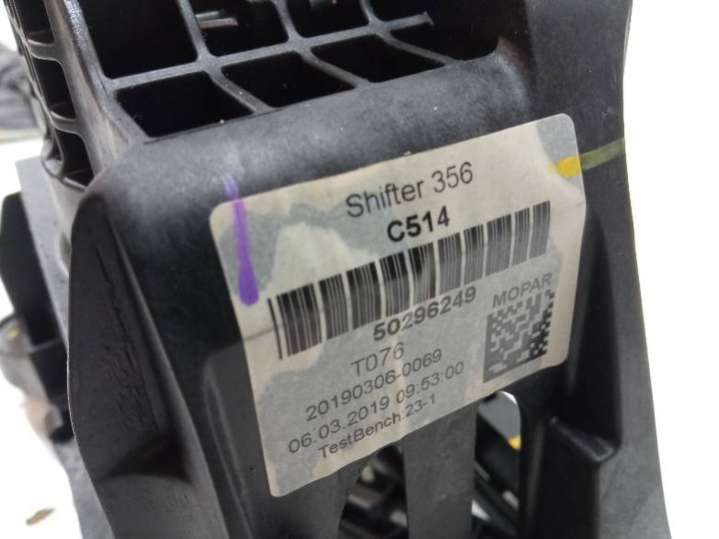 Shifter 356
C514
50296249
MOPAR
T076
20190306-0069
06.03.2019 09:53:00
TestBench 23-1